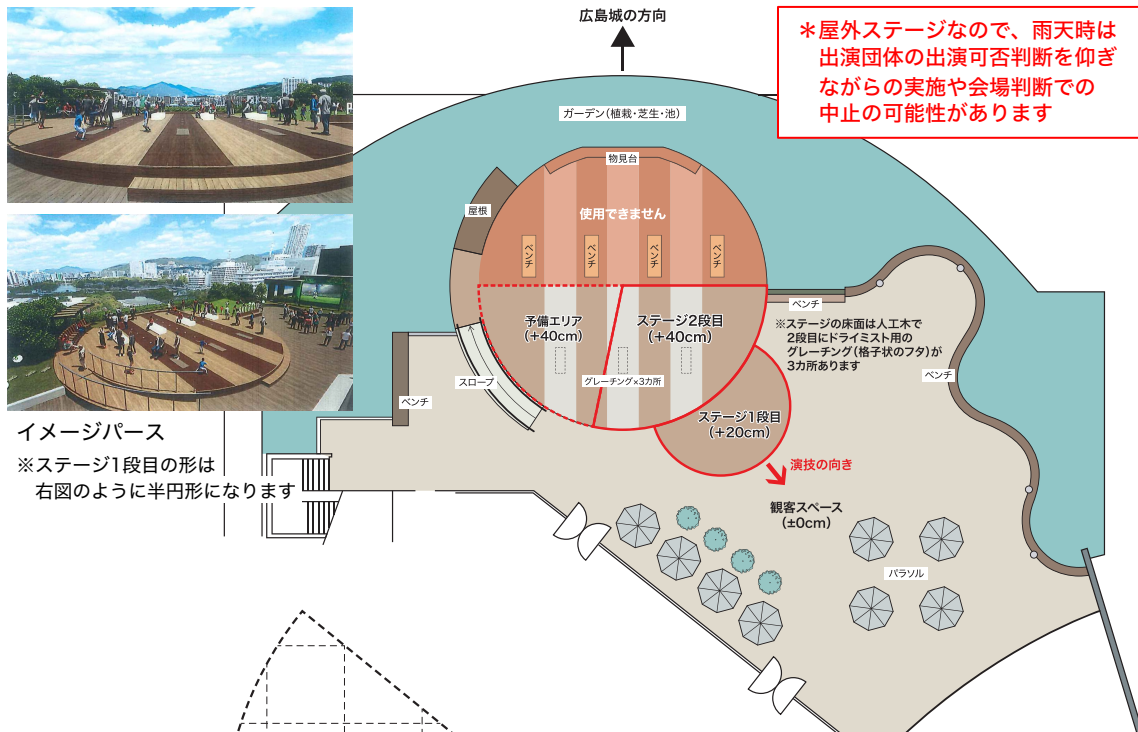 広島城の方向
＊屋外ステージなので、雨天時は
出演団体の出演可否判断を仰ぎ
ながらの実施や会場判断での
中止の可能性があります
ガーデン(植栽・芝生・池)
物見台
屋根
使用できません
ベンチ
ベンチ
ベンチ
ベンチ
ベンチ
予備エリア
(+40cm)
ステージ2段目
(+40cm)
※ステージの床面は人工木で
2段目にドライミスト用の
グレーチング(格子状のフタ)が
3カ所あります
スロープ
グレーチング×3カ所
ベンチ
ベンチ
ステージ1段目
(+20cm)
イメージパース
※ステージ1段目の形は
右図のように半円形になります
演技の向き
観客スペース
(±0cm)
パラソル